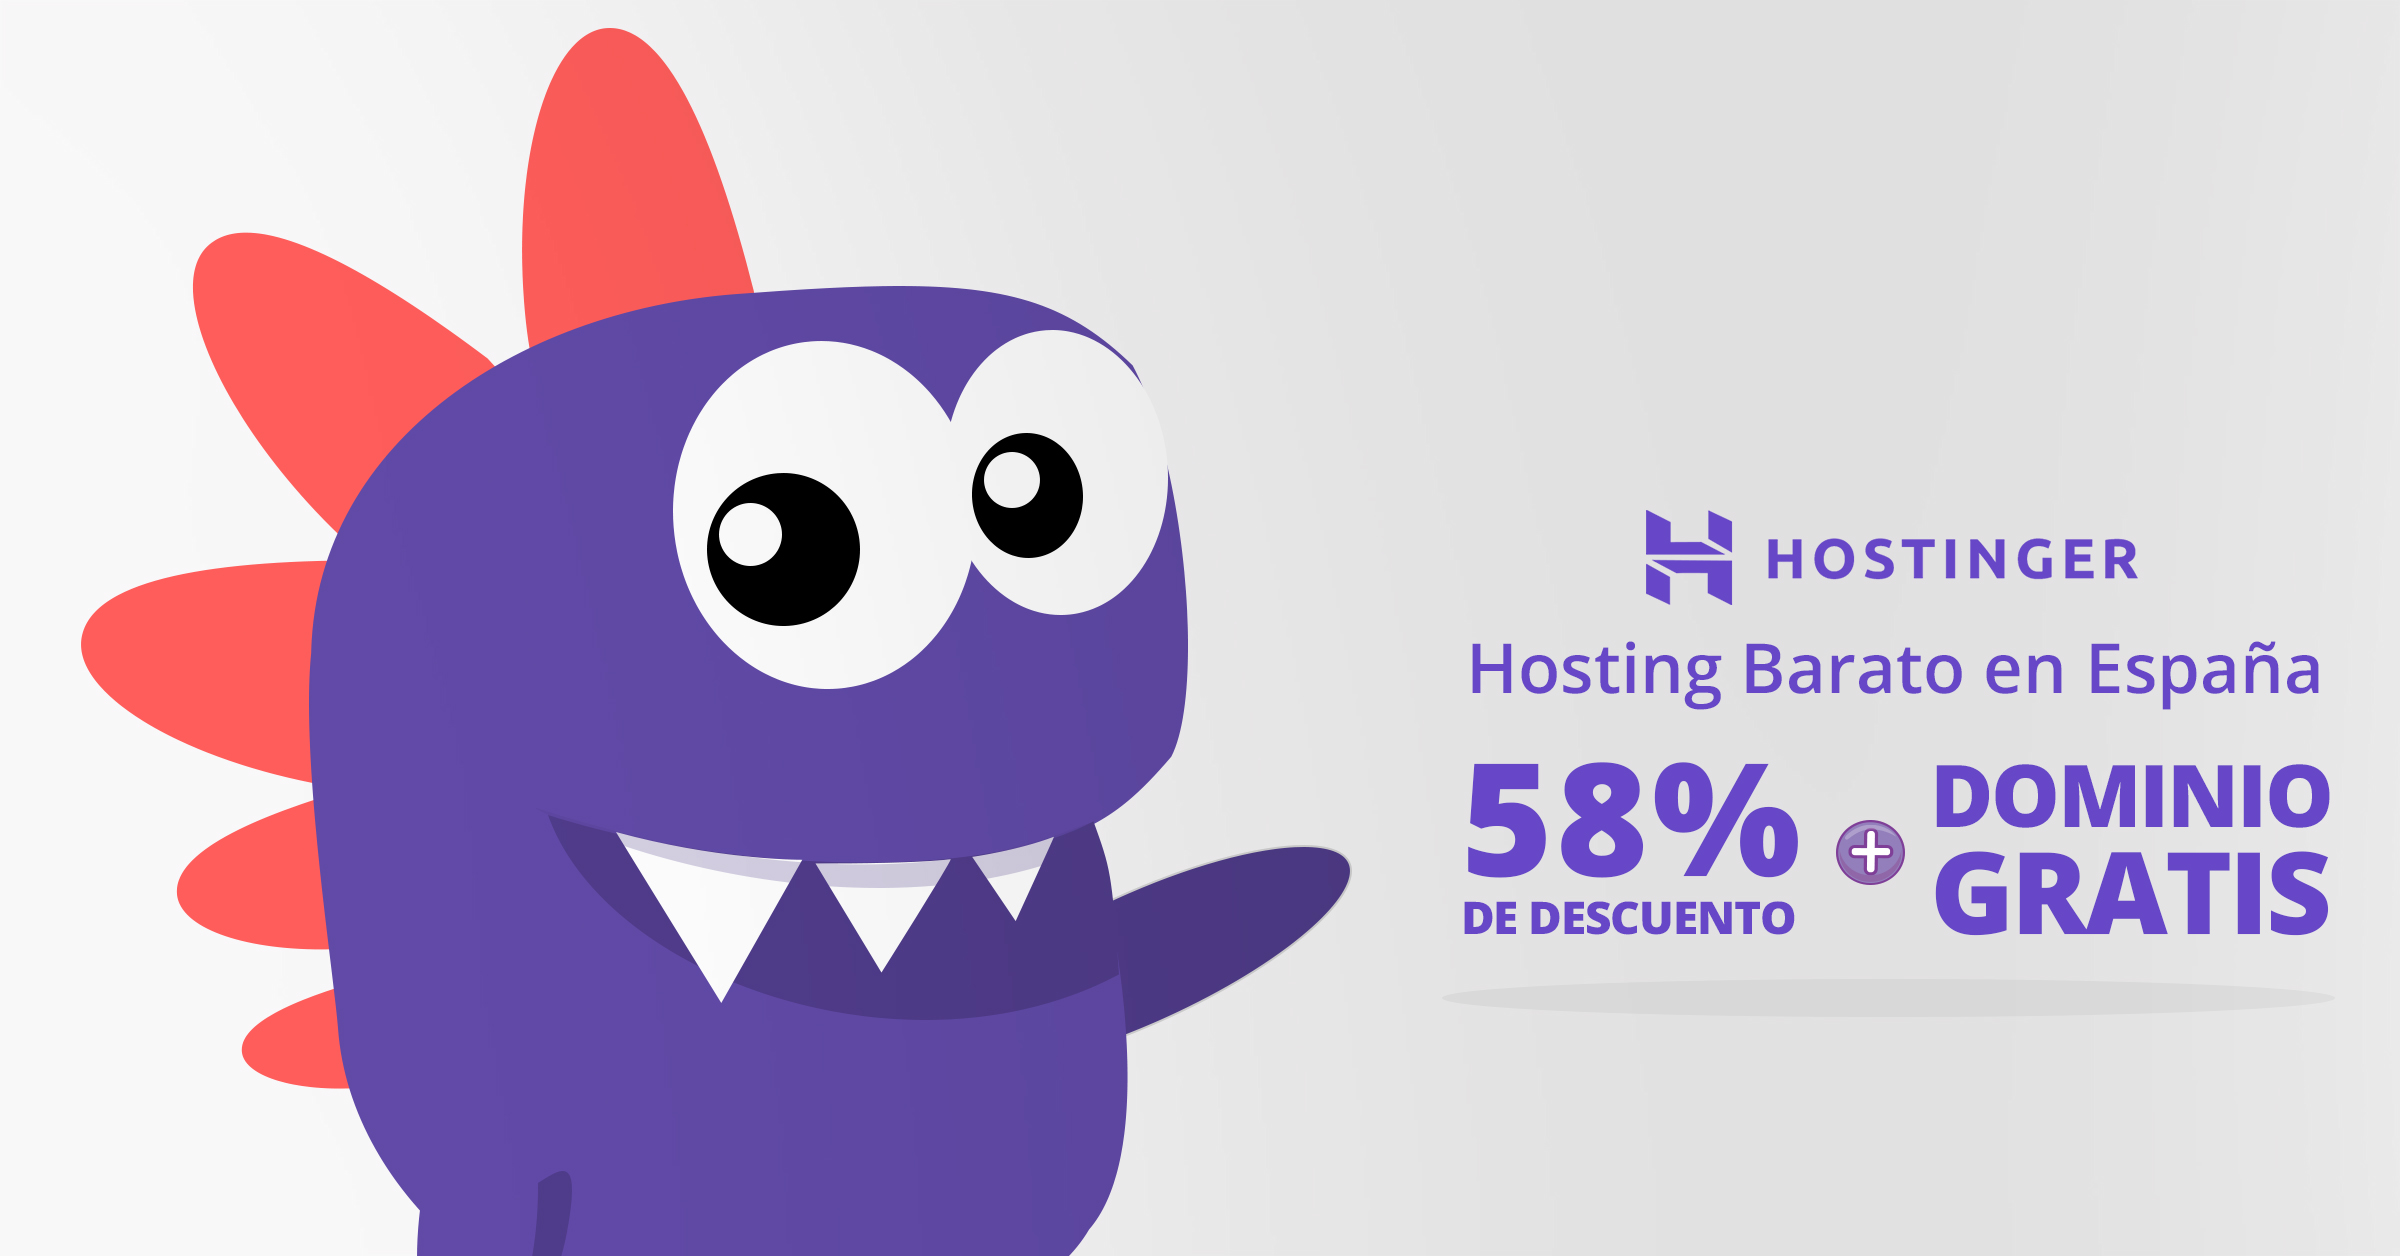 HOSTINGER
Hosting Barato en España
58%
DE DESCUENTO
DOMINIO
GRATIS